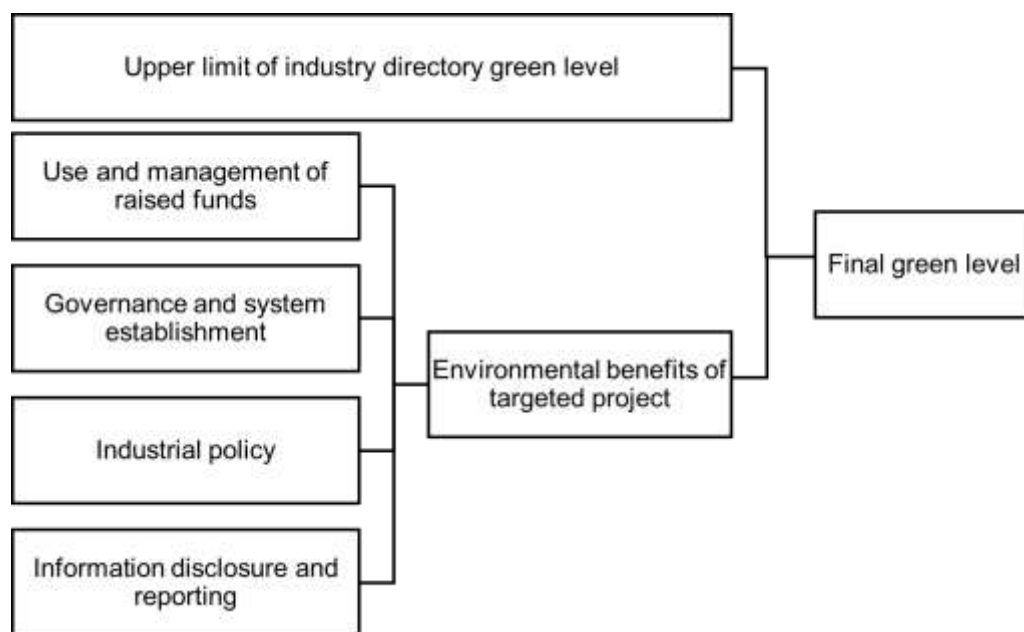 Upper limit of industry directory green level
Use and management of
raised funds
Governance and system
establishment
Industrial policy
Information disclosure and
reporting
Environmental benefits of
targeted project
Final green level